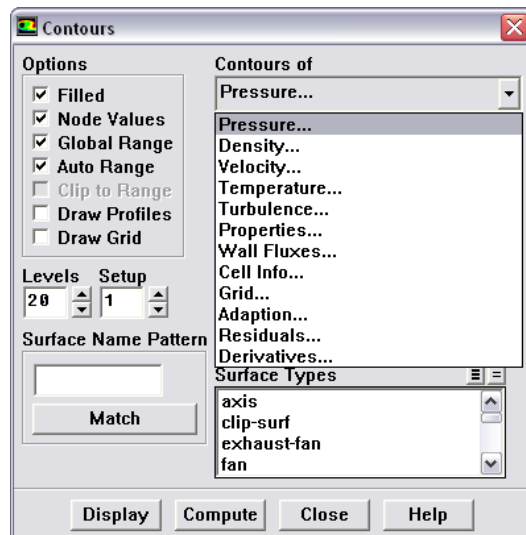 Contours
Options
Filled
Node Values
Global Range
Auto Range
Clip to Range
Draw Profiles
Draw Grid
Levels Setup
20 1
Surface Name Pattern
Match
Contours of
Pressure...
Pressure...
Density...
Velocity...
Temperature...
Turbulence...
Properties...
Wall Fluxes...
Cell Info...
Grid...
Adaption...
Residuals...
Derivatives...
Surface Types
axis
clip-surf
exhaust-fan
fan
Display Compute Close Help